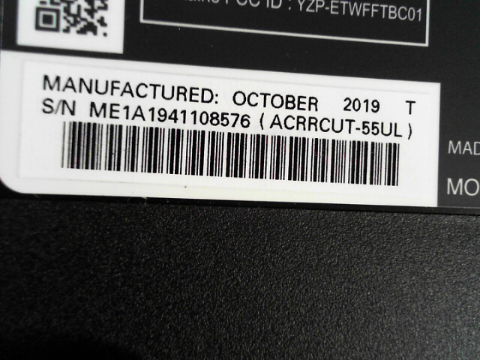 FCC ID : YZP-ETWFFTBC01
MANUFACTURED: OCTOBER 2019 T
S/N ME1A1941108576 ( ACRRCUT-55UL )
MAD
MO